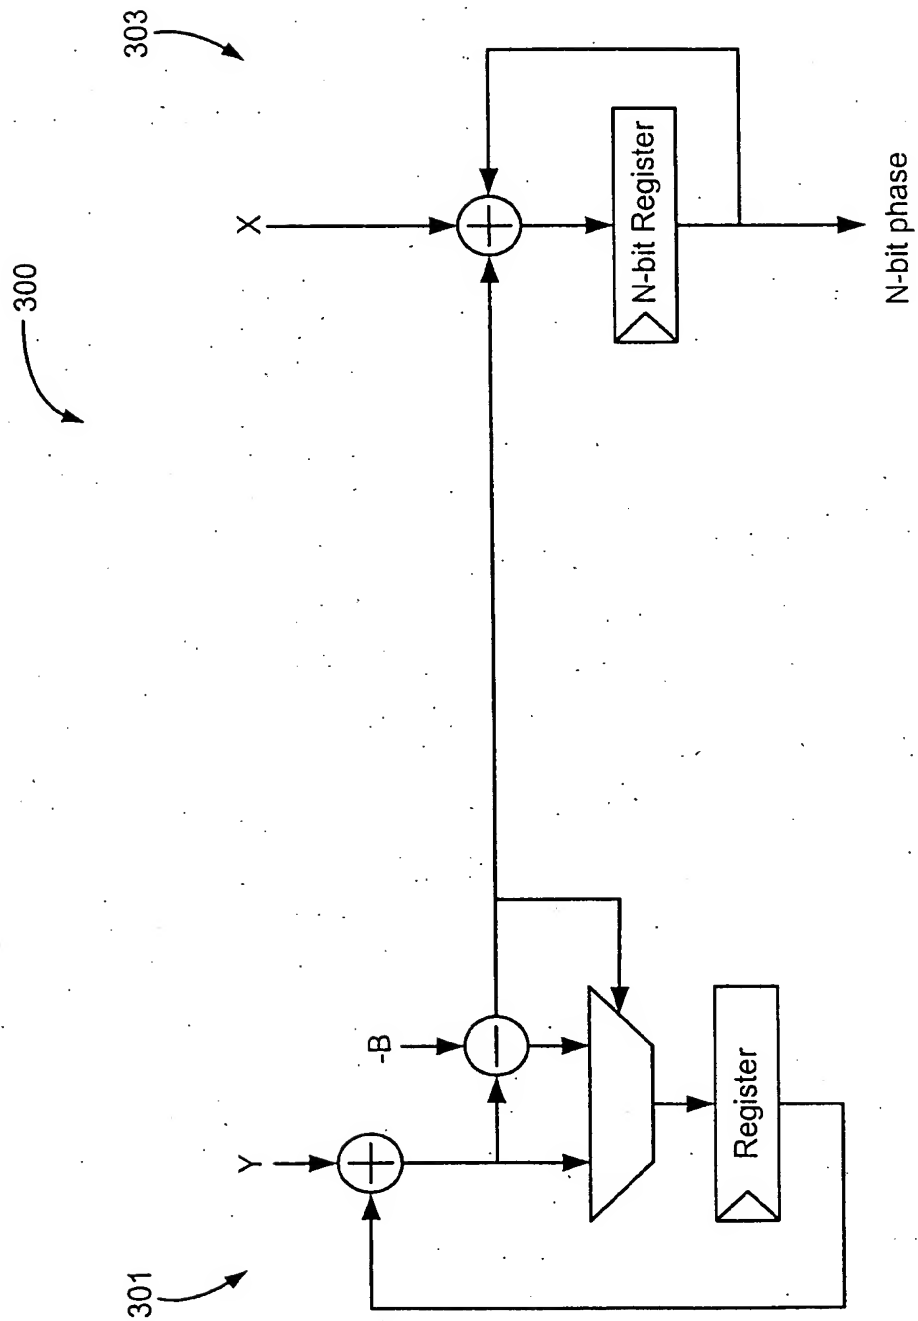 300
303
X
N-bit Register
N-bit phase
301
Y
-B
Register